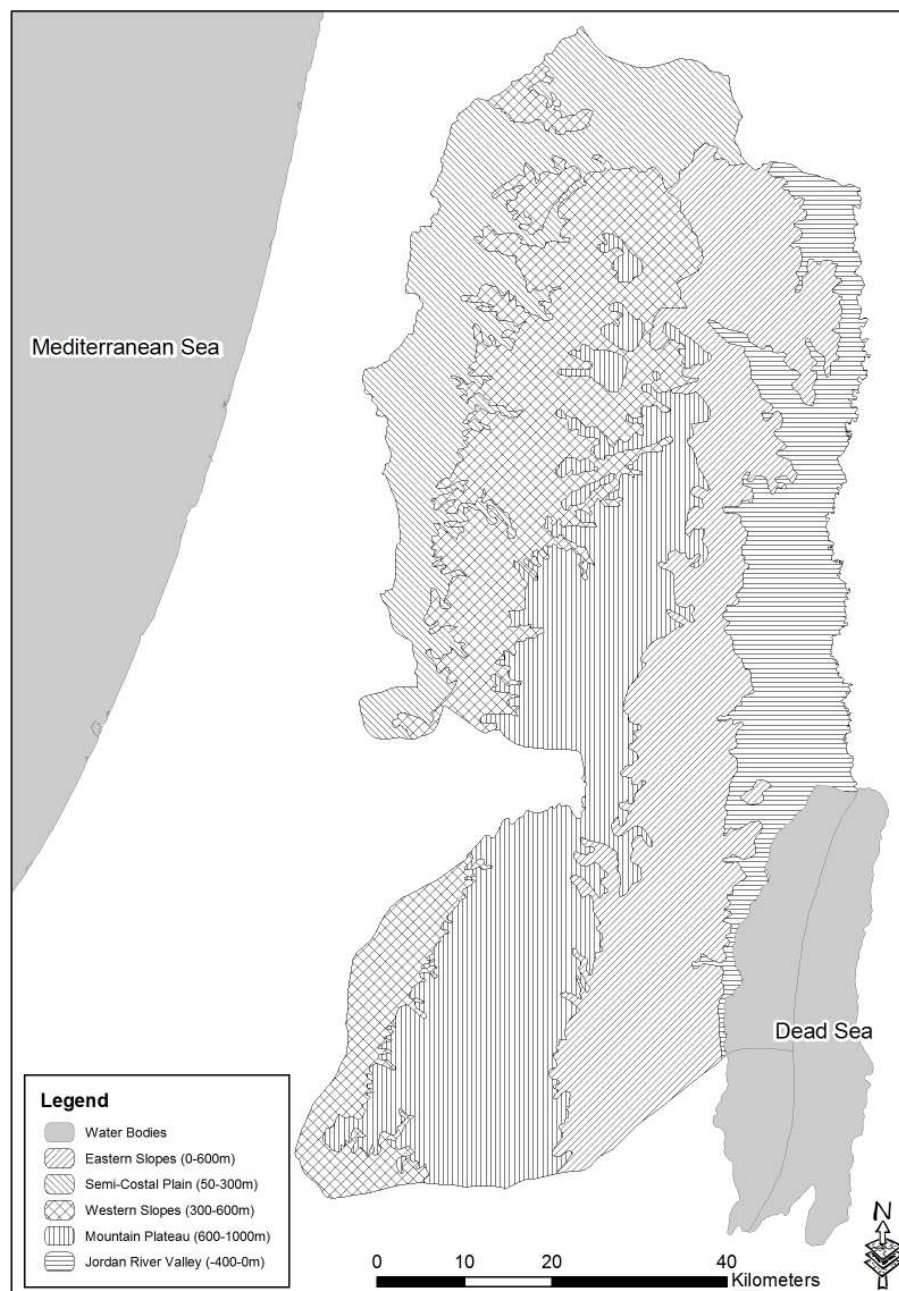 Mediterranean Sea
Dead Sea
Legend
Water Bodies
Eastern Slopes (0-600m)
Semi-Costal Plain (50-300m)
Western Slopes (300-600m)
Mountain Plateau (600-1000m)
Jordan River Valley (-400-0m)
N
0 10 20 40
Kilometers